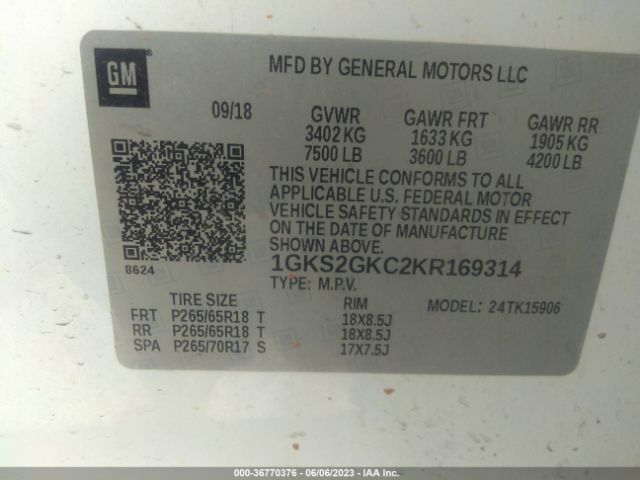 GM
MFD BY GENERAL MOTORS LLC
09/18 GVWR GAWR FRT GAWR RR
3402 KG 1633 KG 1905 KG
7500 LB 3600 LB 4200 LB
THIS VEHICLE CONFORMS TO ALL
APPLICABLE U.S. FEDERAL MOTOR
VEHICLE SAFETY STANDARDS IN EFFECT
ON THE DATE OF MANUFACTURE
SHOWN ABOVE.
8624
1GKS2GKC2KR169314
TYPE: M.P.V.
TIRE SIZE RIM MODEL: 24TK15906
FRT P265/65R18 T 18X8.5J
RR P265/65R18 T 18X8.5J
SPA P265/70R17 S 17X7.5J
000-36770376 - 06/06/2023 - IAAI.com